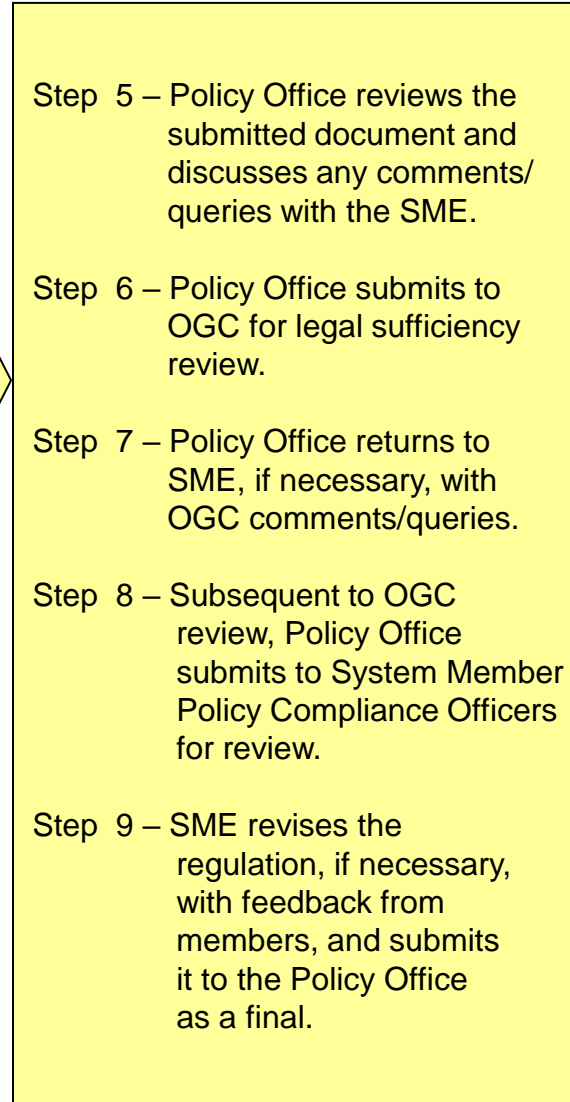 Step 5 – Policy Office reviews the
submitted document and
discusses any comments/
queries with the SME.
Step 6 – Policy Office submits to
OGC for legal sufficiency
review.
Step 7 – Policy Office returns to
SME, if necessary, with
OGC comments/queries.
Step 8 – Subsequent to OGC
review, Policy Office
submits to System Member
Policy Compliance Officers
for review.
Step 9 – SME revises the
regulation, if necessary,
with feedback from
members, and submits
it to the Policy Office
as a final.